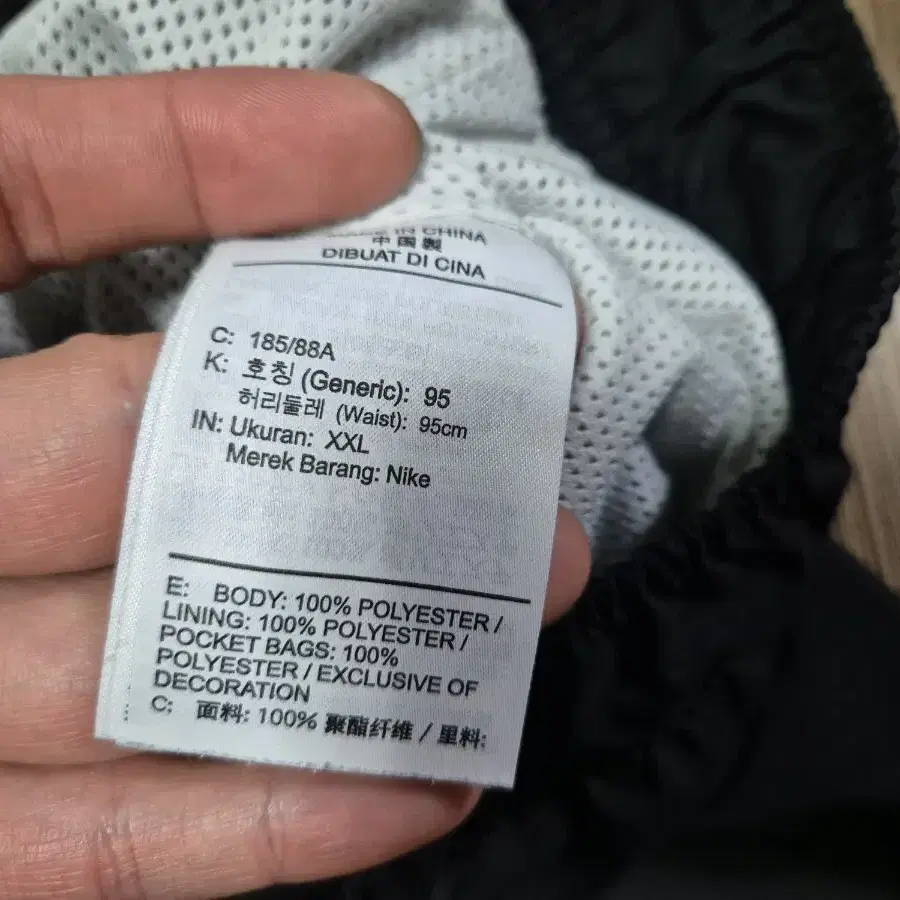 IN CHINA
中国製
DIBUAT DI CINA
C: 185/88A
K: 호칭 (Generic): 95
허리둘레 (Waist): 95cm
IN: Ukuran: XXL
Merek Barang: Nike
E: BODY: 100% POLYESTER /
LINING: 100% POLYESTER /
POCKET BAGS: 100%
POLYESTER / EXCLUSIVE OF
DECORATION
C: 面料: 100% 聚酯纤维 / 里料: